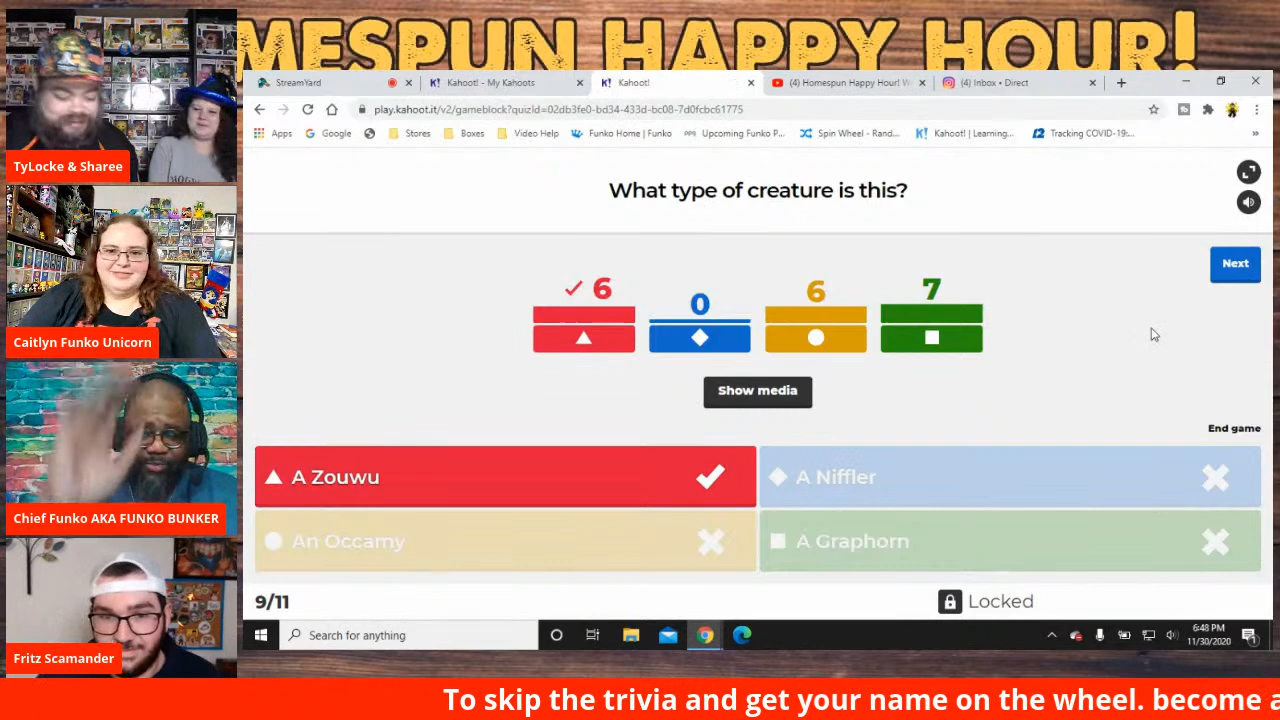 MESPUN HAPPY HOUR!
StreamYard
Kahoot! - My Kahoots
Kahoot!
(4) Homespun Happy Hour! W
(4) Inbox • Direct
play.kahoot.it/v2/gameblock?quizId=02db3fe0-bd34-433d-bc08-7d0fcbc61775
Apps
Google
Stores
Boxes
Video Help
Funko Home | Funko
Upcoming Funko P...
Spin Wheel - Rand...
Kahoot! | Learning...
Tracking COVID-19:...
What type of creature is this?
Next
6
0
6
7
Show media
End game
A Zouwu
A Niffler
An Occamy
A Graphorn
9/11
Locked
Search for anything
6:48 PM
11/30/2020
TyLocke & Sharee
Caitlyn Funko Unicorn
Chief Funko AKA FUNKO BUNKER
Fritz Scamander
To skip the trivia and get your name on the wheel. become a